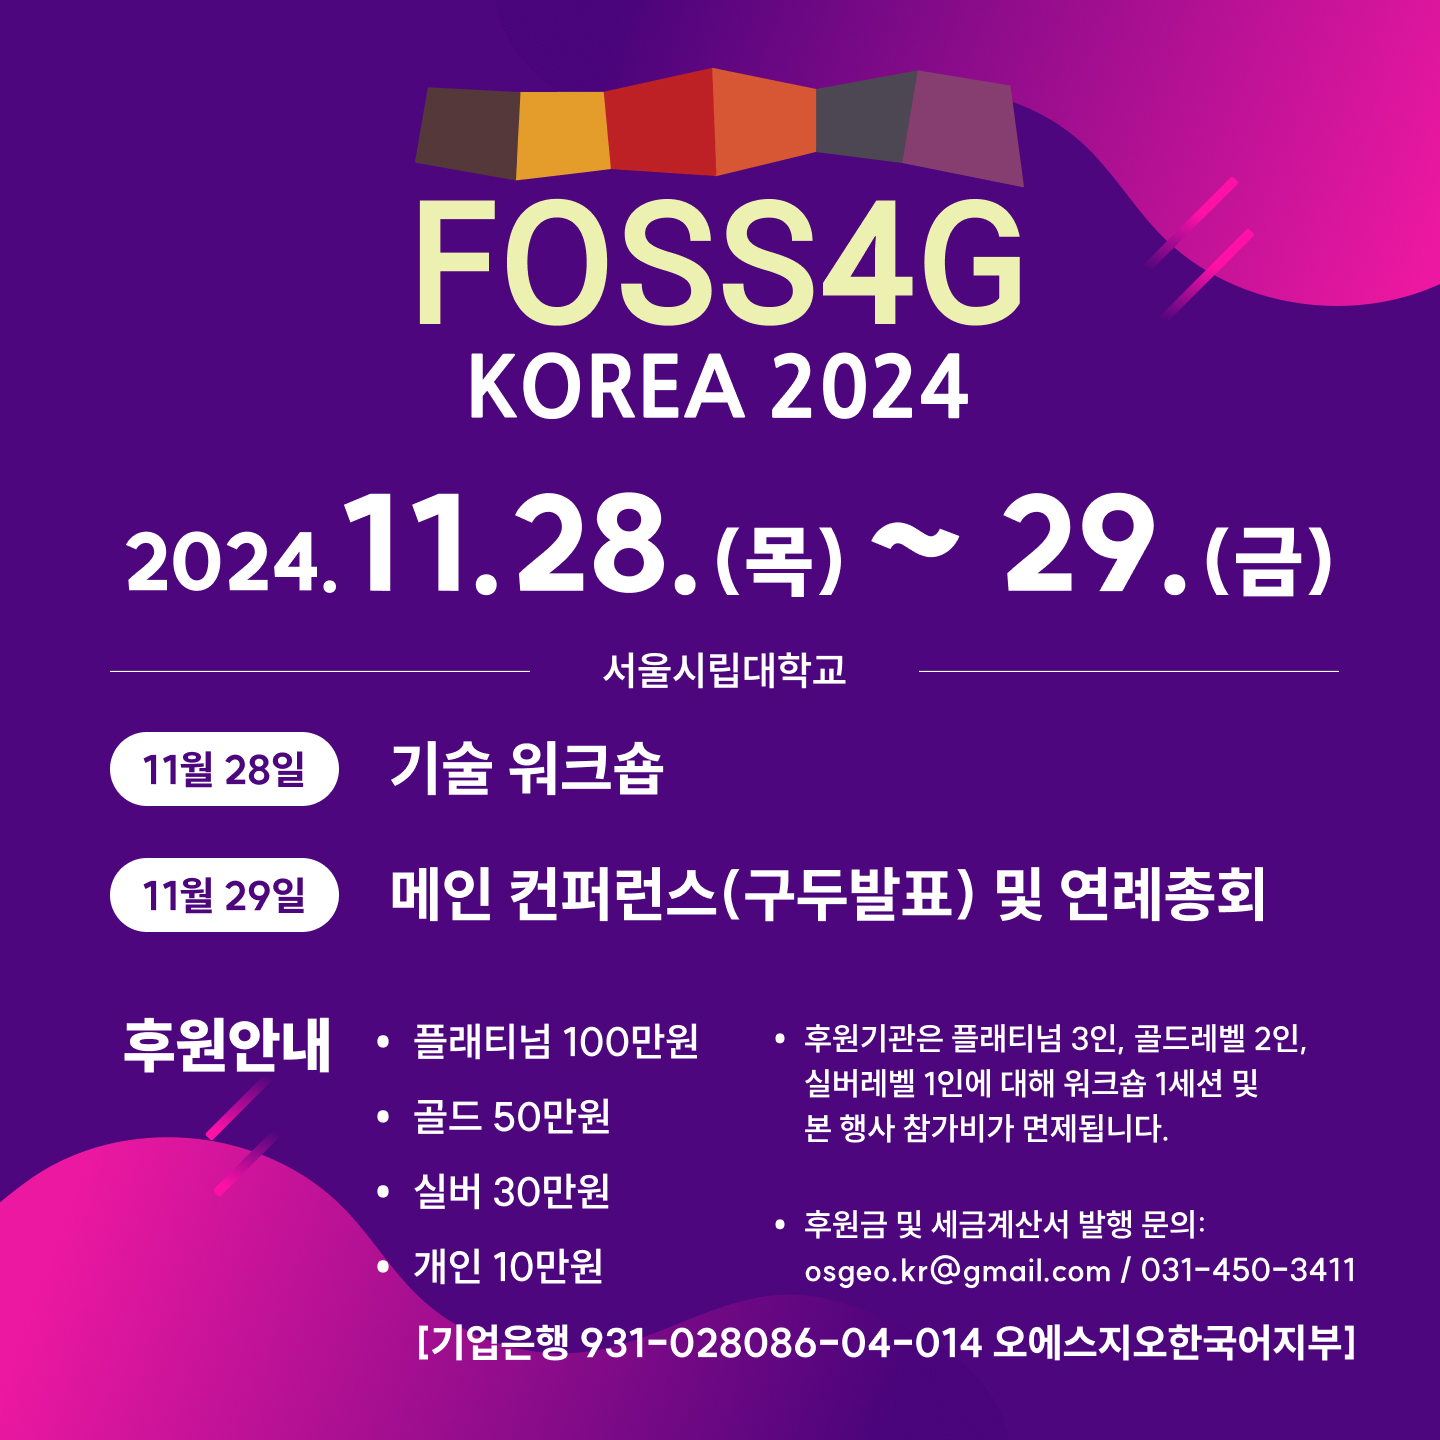 FOSS4G
KOREA 2024
2024.11.28.(목) ~ 29.(금)
서울시립대학교
11월 28일 기술 워크숍
11월 29일 메인 컨퍼런스(구두발표) 및 연례총회
후원안내
• 플래티넘 100만원
• 골드 50만원
• 실버 30만원
• 개인 10만원
• 후원기관은 플래티넘 3인, 골드레벨 2인,
실버레벨 1인에 대해 워크숍 1세션 및
본 행사 참가비가 면제됩니다.
• 후원금 및 세금계산서 발행 문의:
osgeo.kr@gmail.com / 031-450-3411
[기업은행 931-028086-04-014 오에스지오한국어지부]